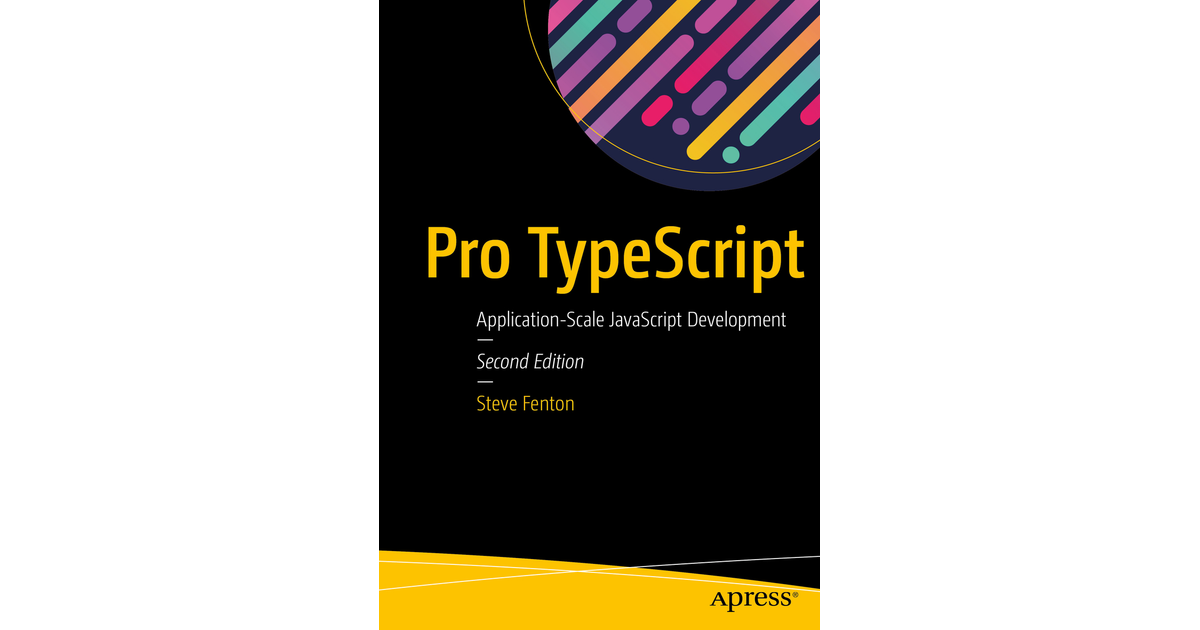 Pro TypeScript
Application-Scale JavaScript Development
—
Second Edition
—
Steve Fenton
Apress®